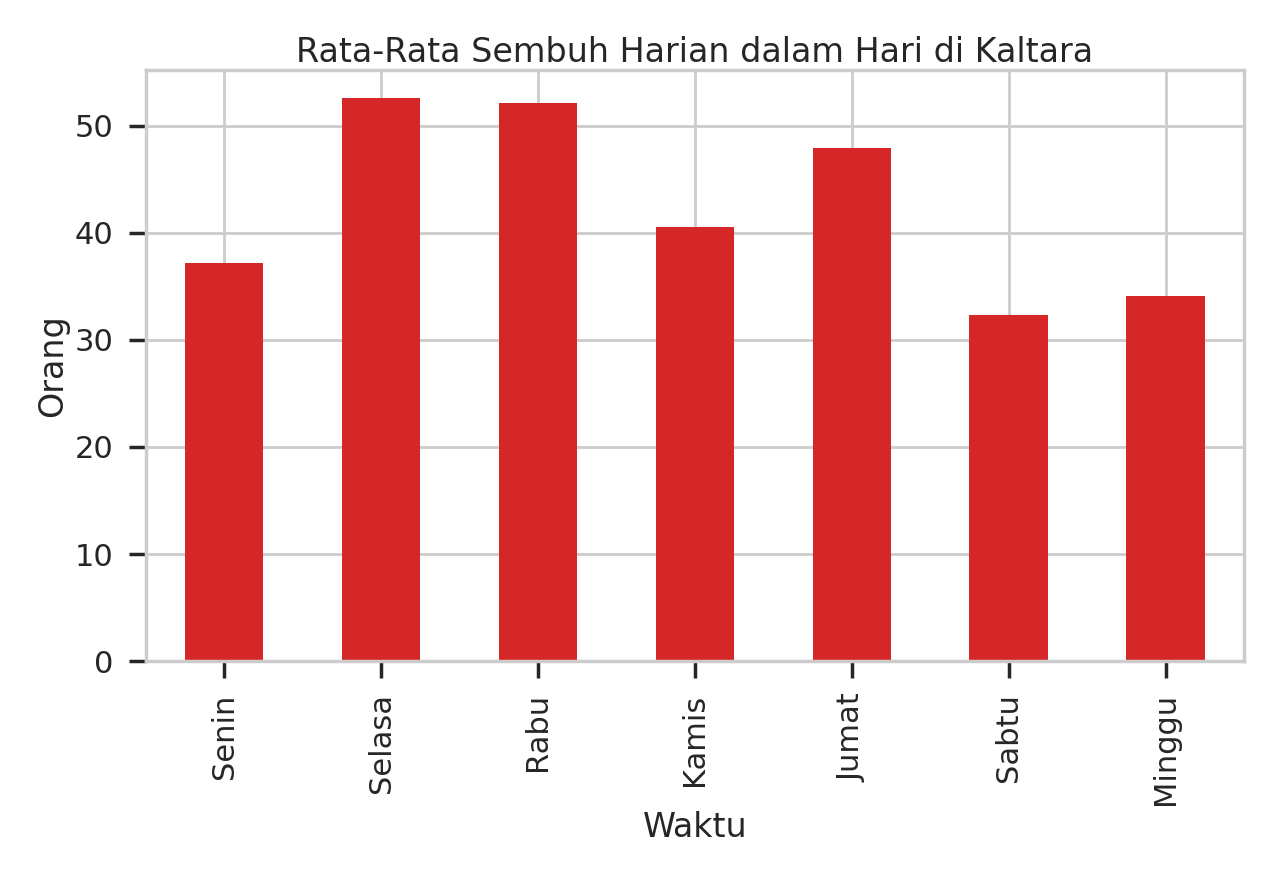 Rata-Rata Sembuh Harian dalam Hari di Kaltara
Orang
50
40
30
20
10
0
Senin
Selasa
Rabu
Kamis
Jumat
Sabtu
Minggu
Waktu